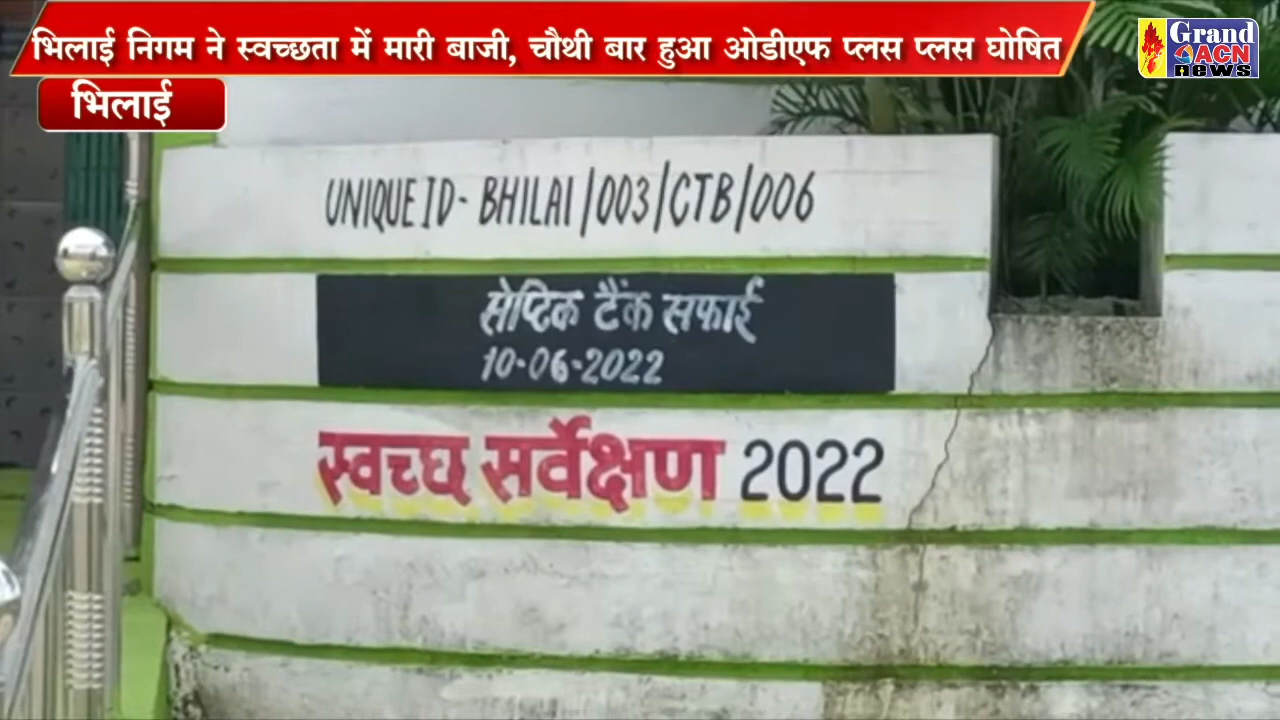 भिलाई निगम ने स्वच्छता में मारी बाजी, चौथी बार हुआ ओडीएफ प्लस प्लस घोषित
Grand
ACN
news
भिलाई
UNIQUE ID- BHILAI/003/CTB/006
सेप्टिक टैंक सफाई
10-06-2022
स्वच्छ सर्वेक्षण 2022